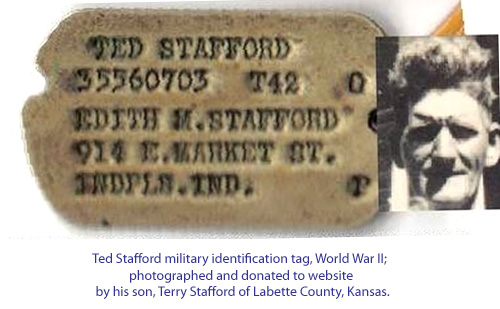 TED STAFFORD
35560703 T42 O
EDITH M.STAFFORD
914 E.MARKET ST.
INDPLS.IND. P
Ted Stafford military identification tag, World War II;
photographed and donated to website
by his son, Terry Stafford of Labette County, Kansas.